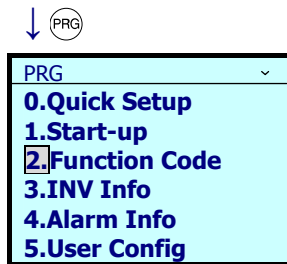 PRG
PRG
0.Quick Setup
1.Start-up
2.Function Code
3.INV Info
4.Alarm Info
5.User Config